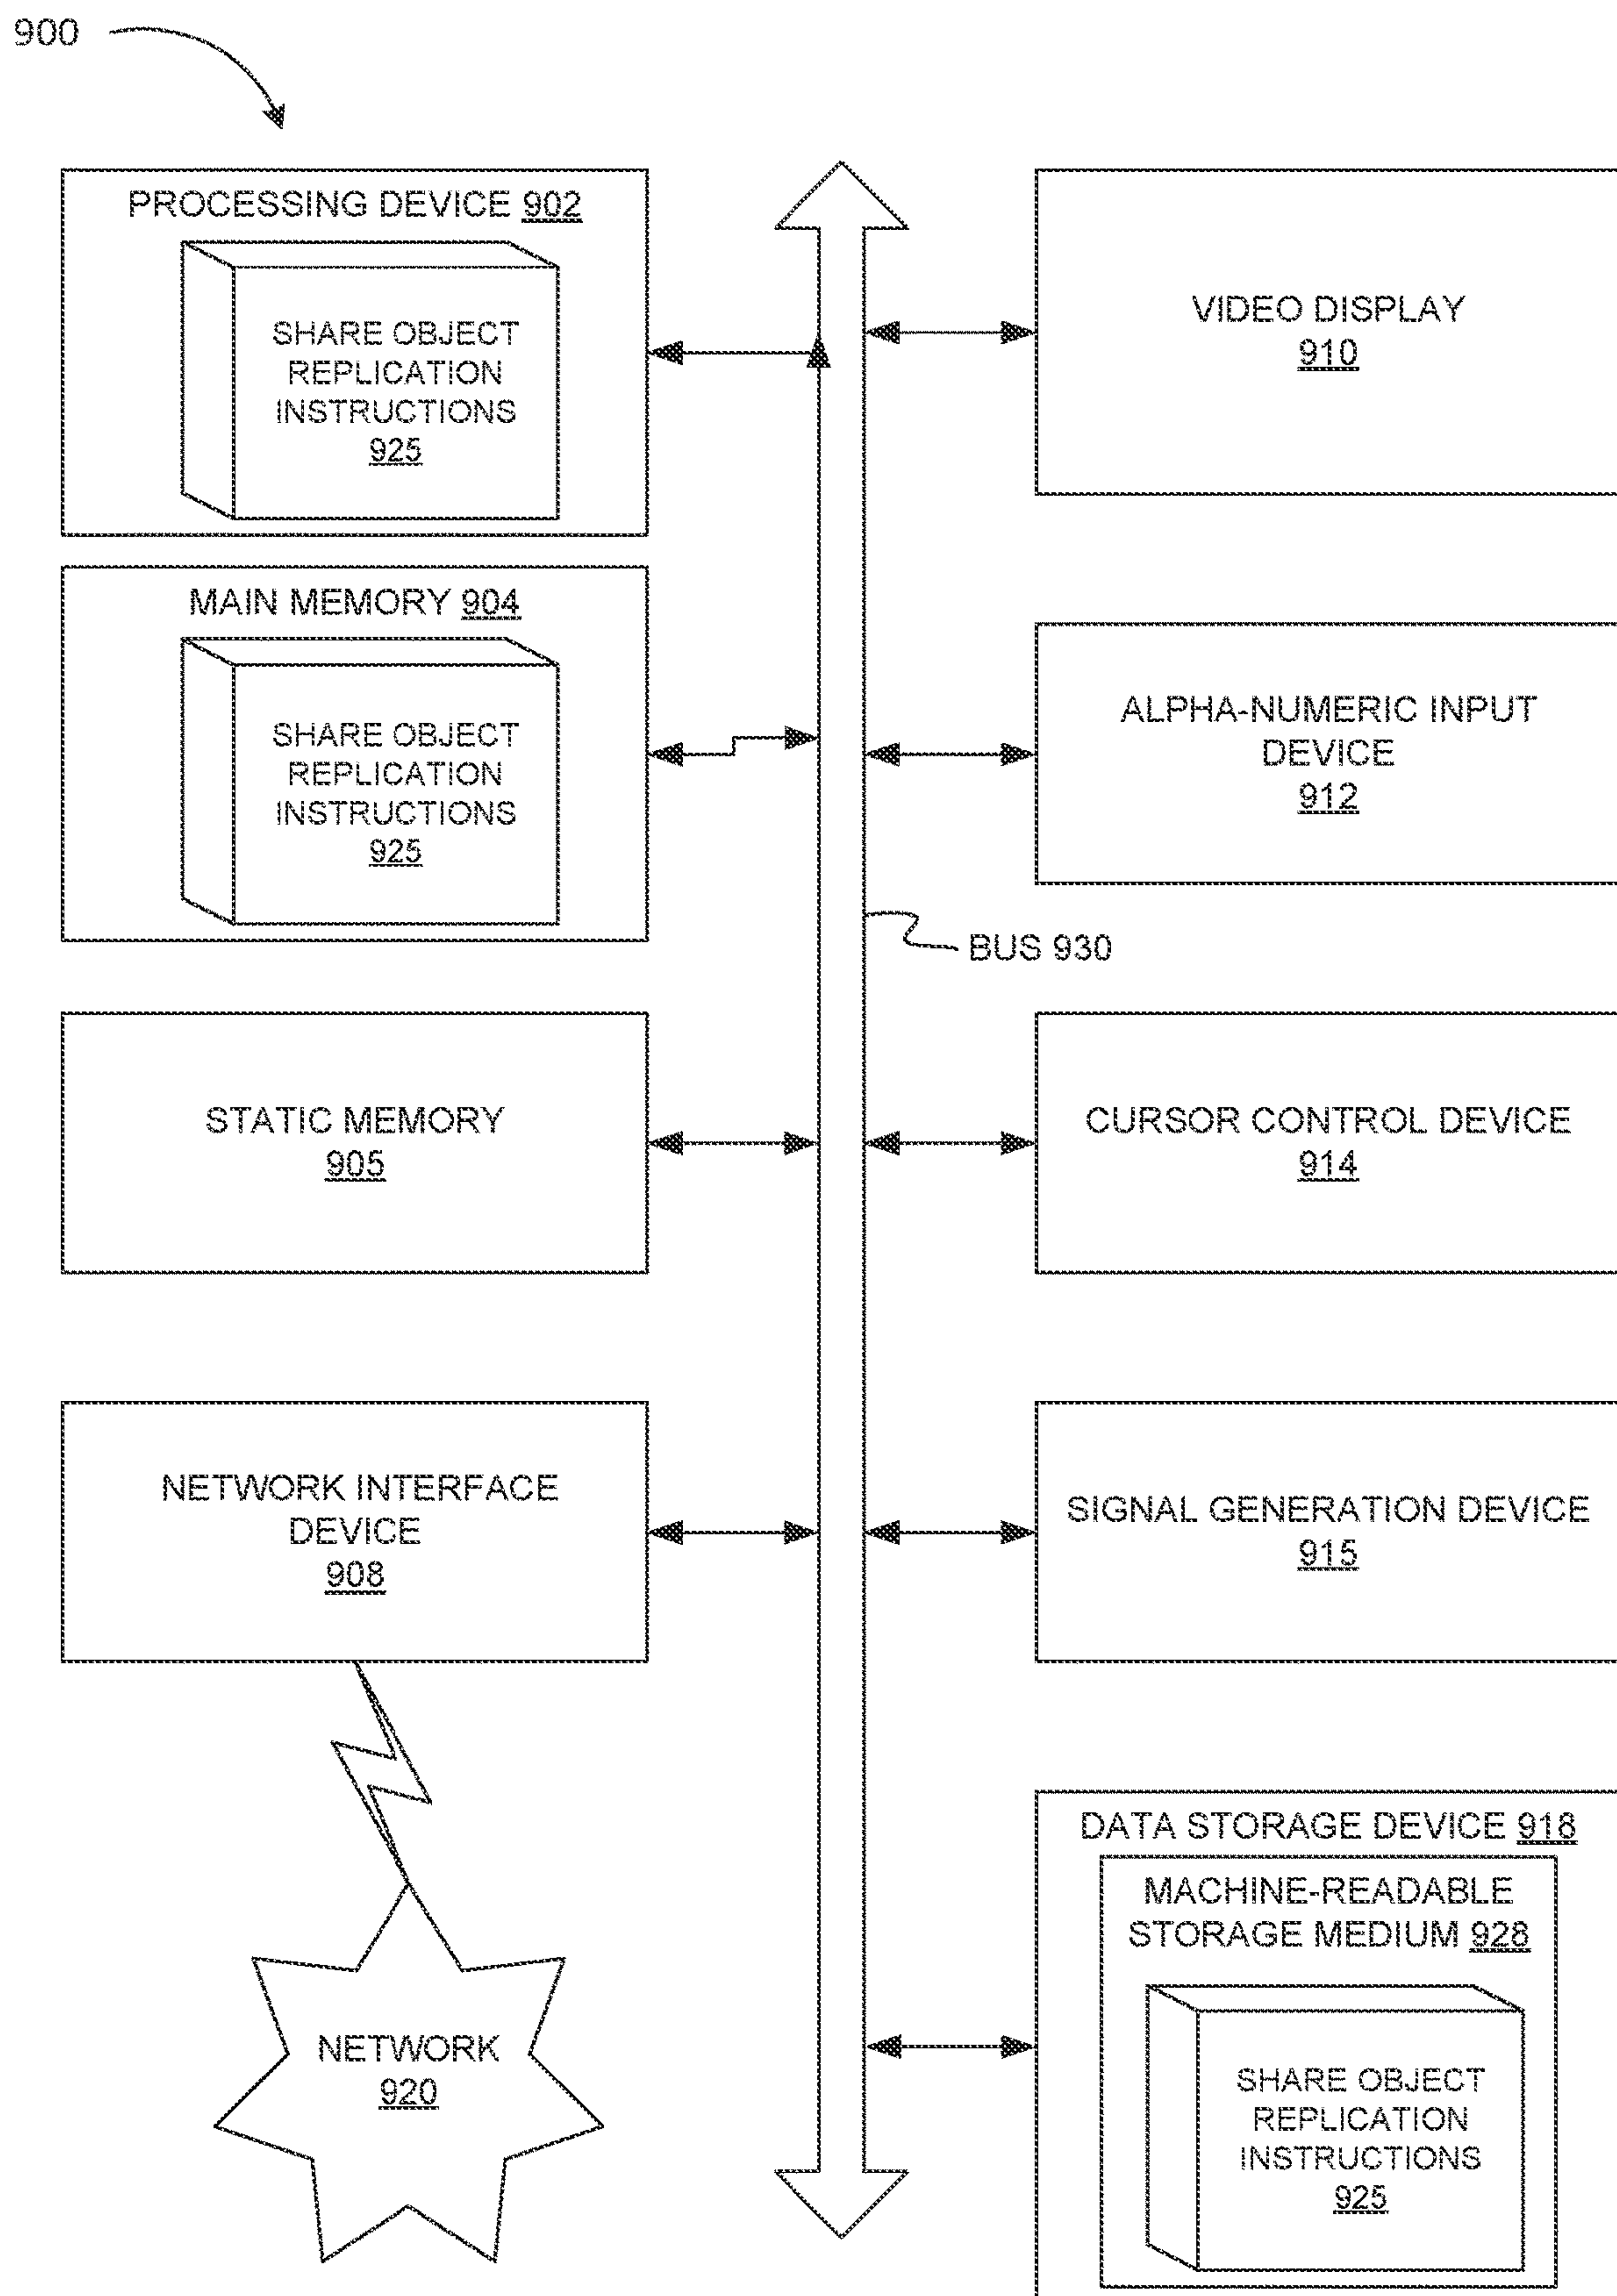 900
PROCESSING DEVICE 902
SHARE OBJECT
REPLICATION
INSTRUCTIONS
925
MAIN MEMORY 904
SHARE OBJECT
REPLICATION
INSTRUCTIONS
925
STATIC MEMORY
905
NETWORK INTERFACE
DEVICE
908
NETWORK
920
VIDEO DISPLAY
910
ALPHA-NUMERIC INPUT
DEVICE
912
BUS 930
CURSOR CONTROL DEVICE
914
SIGNAL GENERATION DEVICE
915
DATA STORAGE DEVICE 918
MACHINE-READABLE
STORAGE MEDIUM 928
SHARE OBJECT
REPLICATION
INSTRUCTIONS
925